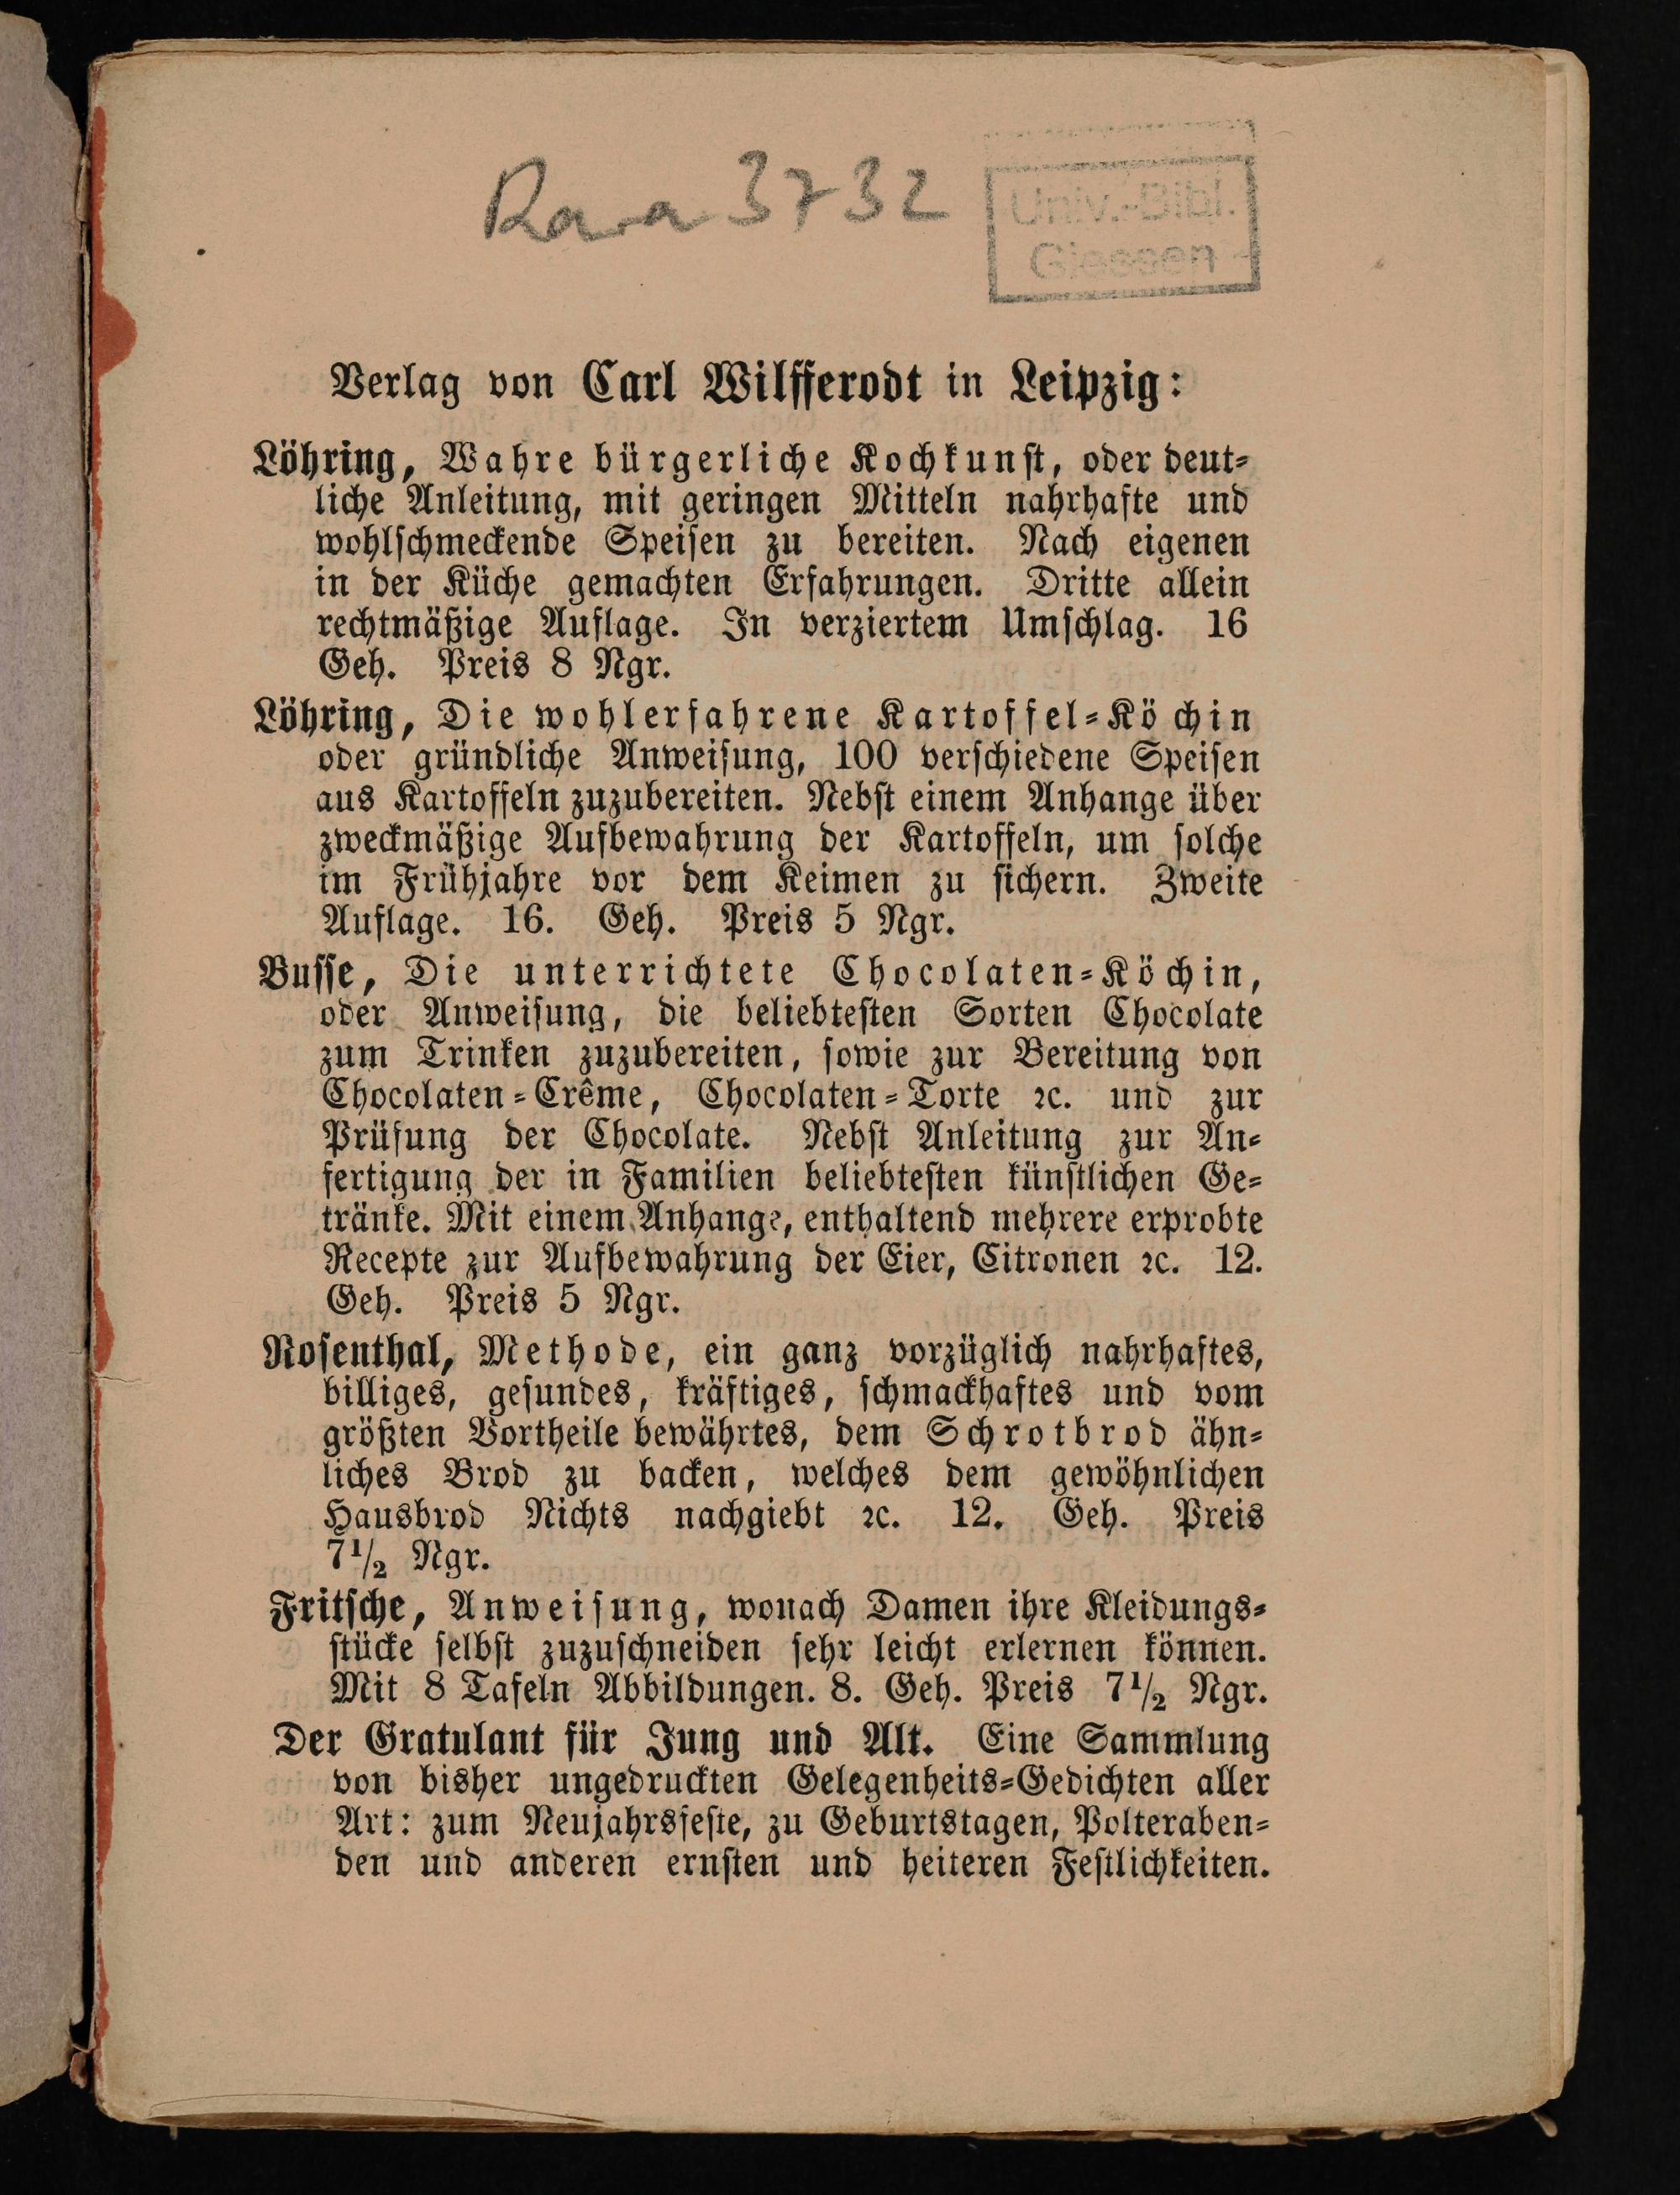 Rara 3732
Univ.-Bibl.
Giessen
Verlag von Carl Wilfferodt in Leipzig:
Löhring, Wahre bürgerliche Kochkunst, oder deut-
liche Anleitung, mit geringen Mitteln nahrhafte und
wohlschmeckende Speisen zu bereiten. Nach eigenen
in der Küche gemachten Erfahrungen. Dritte allein
rechtmäßige Auflage. In verziertem Umschlag. 16
Geh. Preis 8 Ngr.
Löhring, Die wohlerfahrene Kartoffel-Köchin
oder gründliche Anweisung, 100 verschiedene Speisen
aus Kartoffeln zuzubereiten. Nebst einem Anhange über
zweckmäßige Aufbewahrung der Kartoffeln, um solche
im Frühjahre vor dem Keimen zu sichern. Zweite
Auflage. 16. Geh. Preis 5 Ngr.
Busse, Die unterrichtete Chocolaten-Köchin,
oder Anweisung, die beliebtesten Sorten Chocolate
zum Trinken zuzubereiten, sowie zur Bereitung von
Chocolaten-Crême, Chocolaten-Torte ꝛc. und zur
Prüfung der Chocolate. Nebst Anleitung zur An-
fertigung der in Familien beliebtesten künstlichen Ge-
tränke. Mit einem Anhange, enthaltend mehrere erprobte
Recepte zur Aufbewahrung der Eier, Citronen ꝛc. 12.
Geh. Preis 5 Ngr.
Rosenthal, Methode, ein ganz vorzüglich nahrhaftes,
billiges, gesundes, kräftiges, schmackhaftes und vom
größten Vortheile bewährtes, dem Schrotbrod ähn-
liches Brod zu backen, welches dem gewöhnlichen
Hausbrod Nichts nachgiebt ꝛc. 12. Geh. Preis
7½ Ngr.
Fritsche, Anweisung, wonach Damen ihre Kleidungs-
stücke selbst zuzuschneiden sehr leicht erlernen können.
Mit 8 Tafeln Abbildungen. 8. Geh. Preis 7½ Ngr.
Der Gratulant für Jung und Alt. Eine Sammlung
von bisher ungedruckten Gelegenheits-Gedichten aller
Art: zum Neujahrsfeste, zu Geburtstagen, Polteraben-
den und anderen ernsten und heiteren Festlichkeiten.